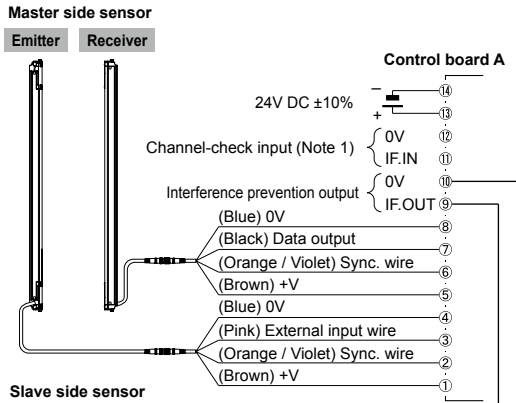 Master side sensor
Emitter Receiver
Control board A
24V DC ±10%
−
+
⑭
⑬
Channel-check input (Note 1)
0V ⑫
IF.IN ⑪
Interference prevention output
0V ⑩
IF.OUT ⑨
(Blue) 0V ⑧
(Black) Data output ⑦
(Orange / Violet) Sync. wire ⑥
(Brown) +V ⑤
(Blue) 0V ④
(Pink) External input wire ③
(Orange / Violet) Sync. wire ②
(Brown) +V ①
Slave side sensor